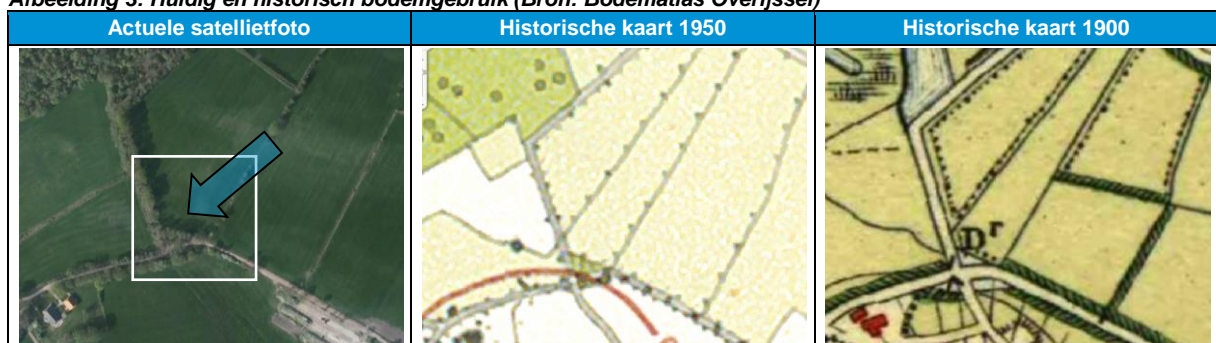 Afbeelding 3: Huidig en historisch bodemgebruik (Bron: Bodematlas Overijssel)
Actuele satellietfoto
Historische kaart 1950
Historische kaart 1900
Dr